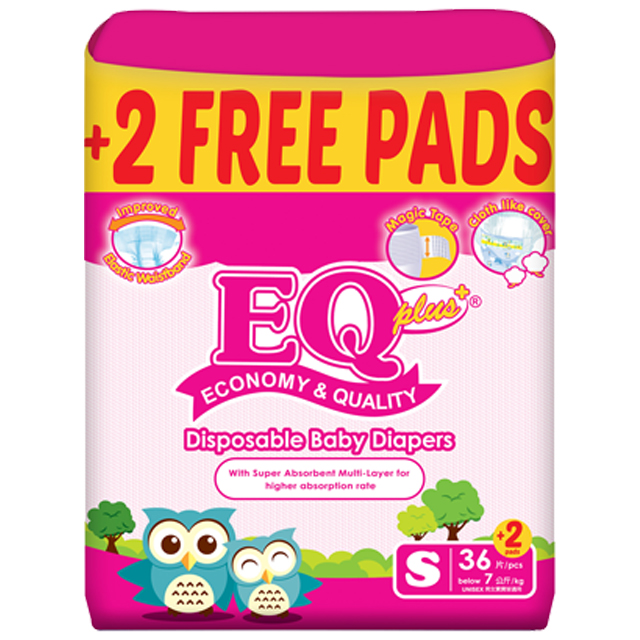 +2 FREE PADS
Improved
Elastic Waistband
Magic Tape
Cloth like cover
EQ plus+®
ECONOMY & QUALITY
Disposable Baby Diapers
With Super Absorbent Multi-Layer for
higher absorption rate
+2
pads
S
36 片/pcs
below 7 公斤/kg
UNISEX